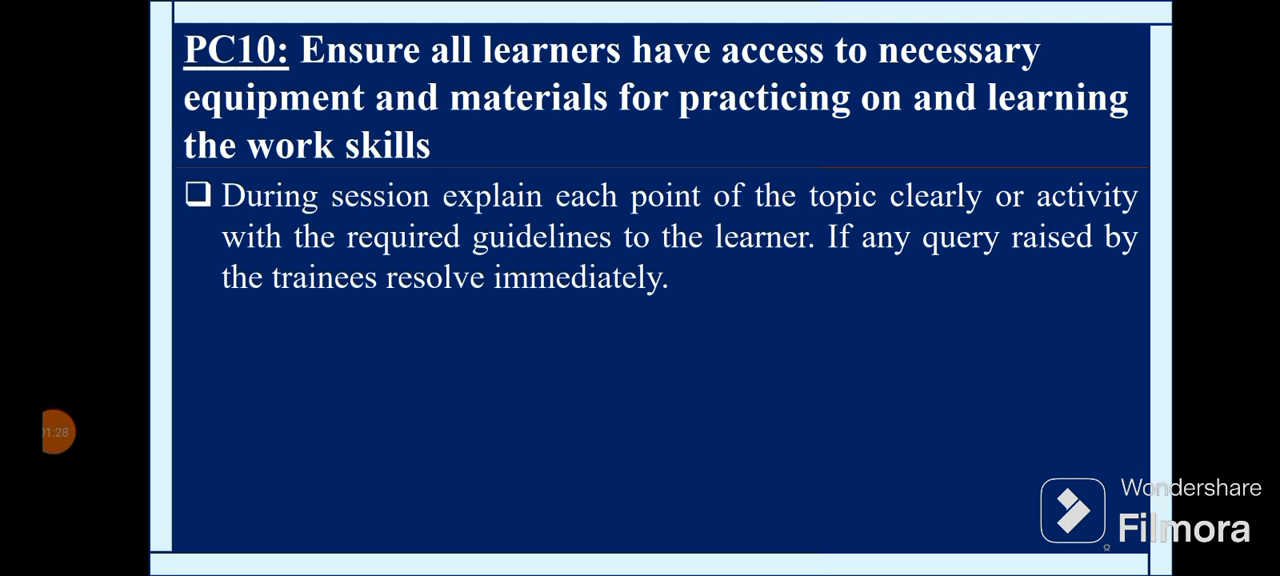 PC10: Ensure all learners have access to necessary
equipment and materials for practicing on and learning
the work skills
❑ During session explain each point of the topic clearly or activity
with the required guidelines to the learner. If any query raised by
the trainees resolve immediately.
01:28
Wondershare
Filmora